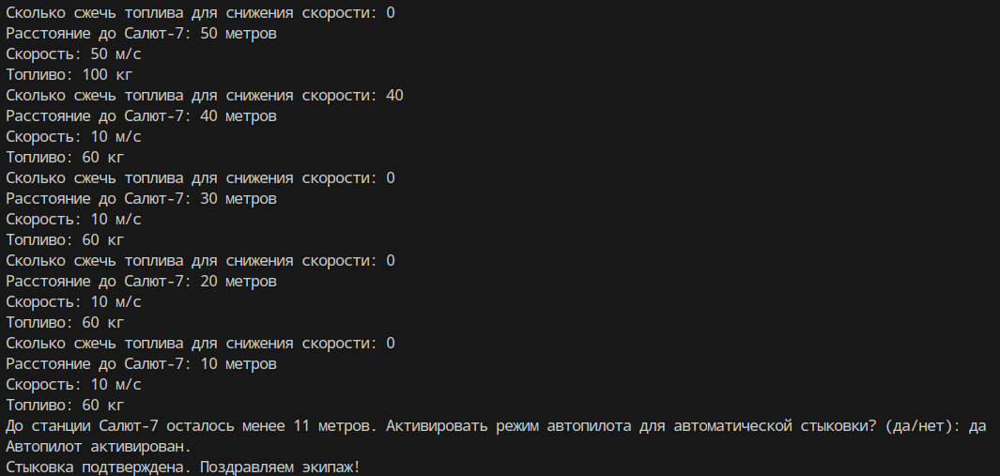 Сколько сжечь топлива для снижения скорости: 0
Расстояние до Салют-7: 50 метров
Скорость: 50 м/с
Топливо: 100 кг
Сколько сжечь топлива для снижения скорости: 40
Расстояние до Салют-7: 40 метров
Скорость: 10 м/с
Топливо: 60 кг
Сколько сжечь топлива для снижения скорости: 0
Расстояние до Салют-7: 30 метров
Скорость: 10 м/с
Топливо: 60 кг
Сколько сжечь топлива для снижения скорости: 0
Расстояние до Салют-7: 20 метров
Скорость: 10 м/с
Топливо: 60 кг
Сколько сжечь топлива для снижения скорости: 0
Расстояние до Салют-7: 10 метров
Скорость: 10 м/с
Топливо: 60 кг
До станции Салют-7 осталось менее 11 метров. Активировать режим автопилота для автоматической стыковки? (да/нет): да
Автопилот активирован.
Стыковка подтверждена. Поздравляем экипаж!